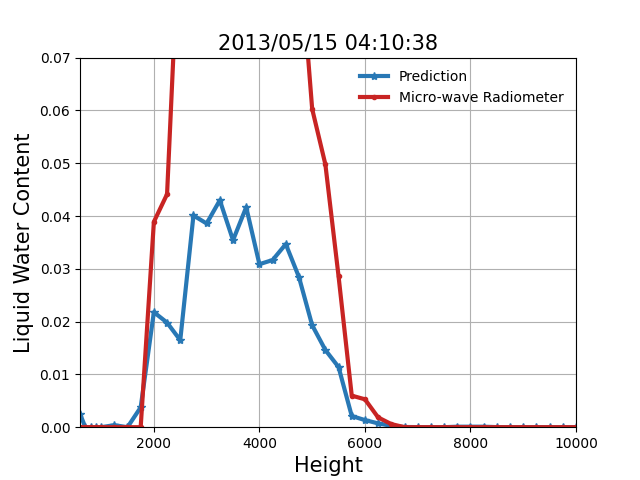 2013/05/15 04:10:38
Prediction
Micro-wave Radiometer
Liquid Water Content
0.07
0.06
0.05
0.04
0.03
0.02
0.01
0.00
2000 4000 6000 8000 10000
Height